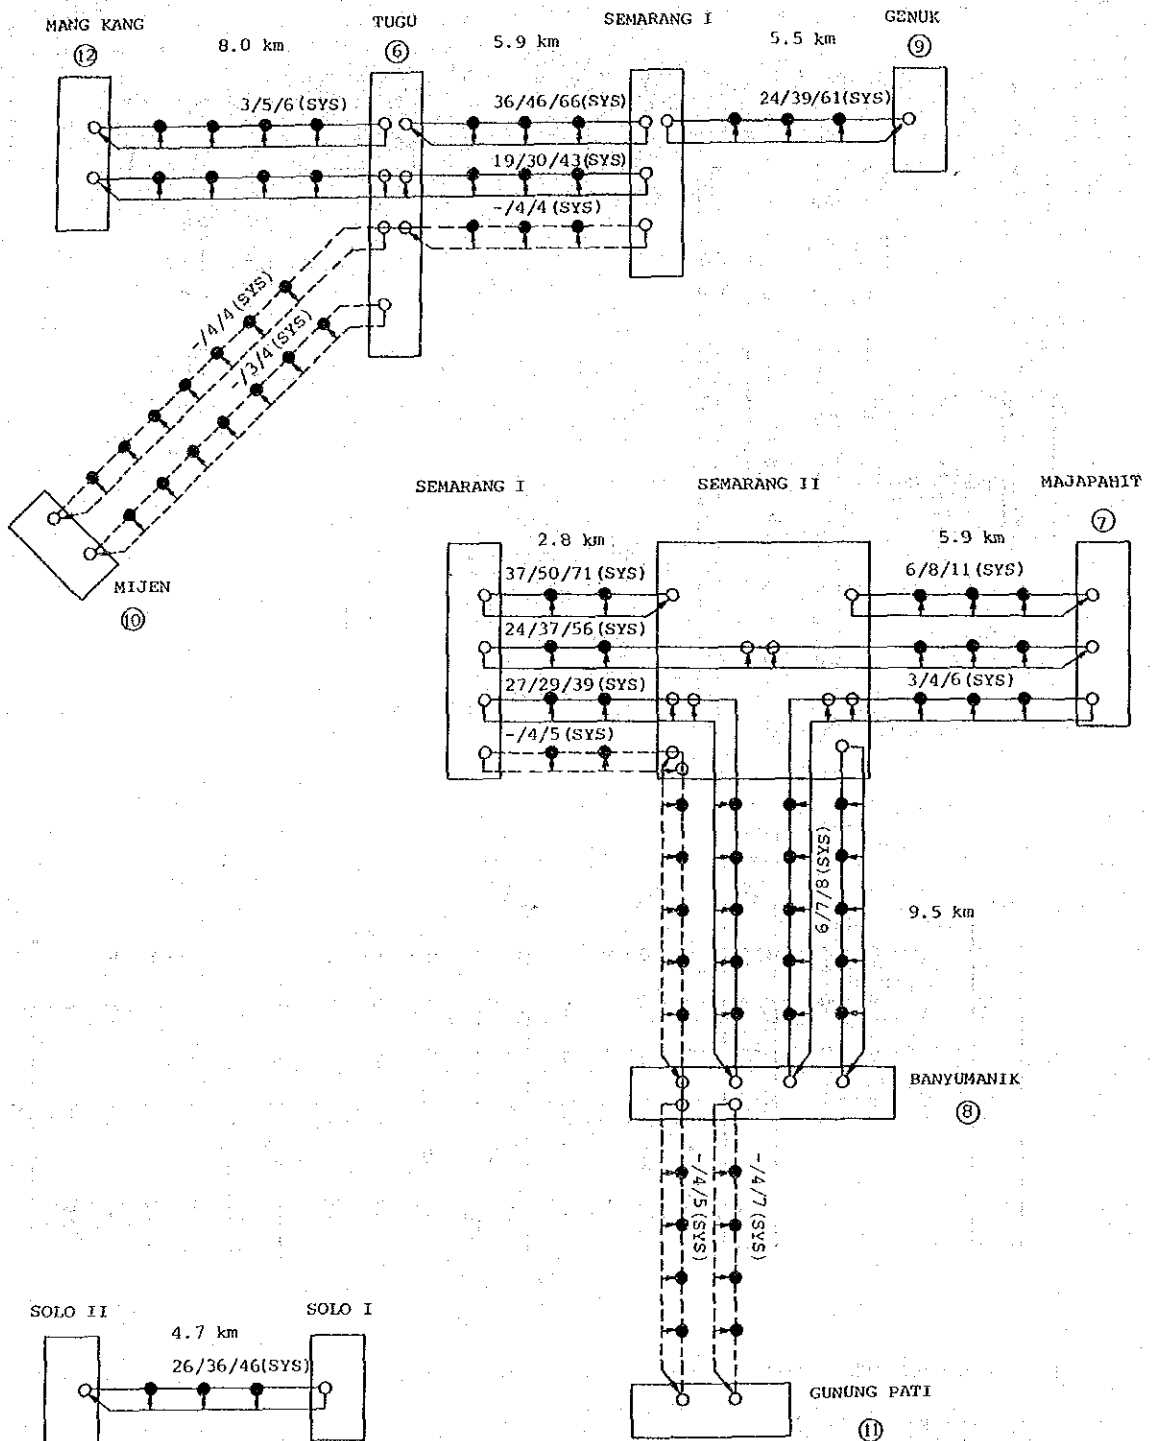 MANG KANG
⑫
8.0 km
TUGU
⑥
5.9 km
SEMARANG I
5.5 km
GENUK
⑨
3/5/6(SYS)
36/46/66(SYS)
24/39/61(SYS)
19/30/43(SYS)
-/4/4(SYS)
-/4/4(SYS)
-/3/4(SYS)
MIJEN
⑩
SEMARANG I
SEMARANG II
MAJAPAHIT
⑦
2.8 km
5.9 km
37/50/71(SYS)
6/8/11(SYS)
24/37/56(SYS)
27/29/39(SYS)
3/4/6(SYS)
-/4/5(SYS)
6/7/8(SYS)
9.5 km
BANYUMANIK
⑧
-/4/5(SYS)
-/4/7(SYS)
GUNUNG PATI
⑪
SOLO II
SOLO I
4.7 km
26/36/46(SYS)